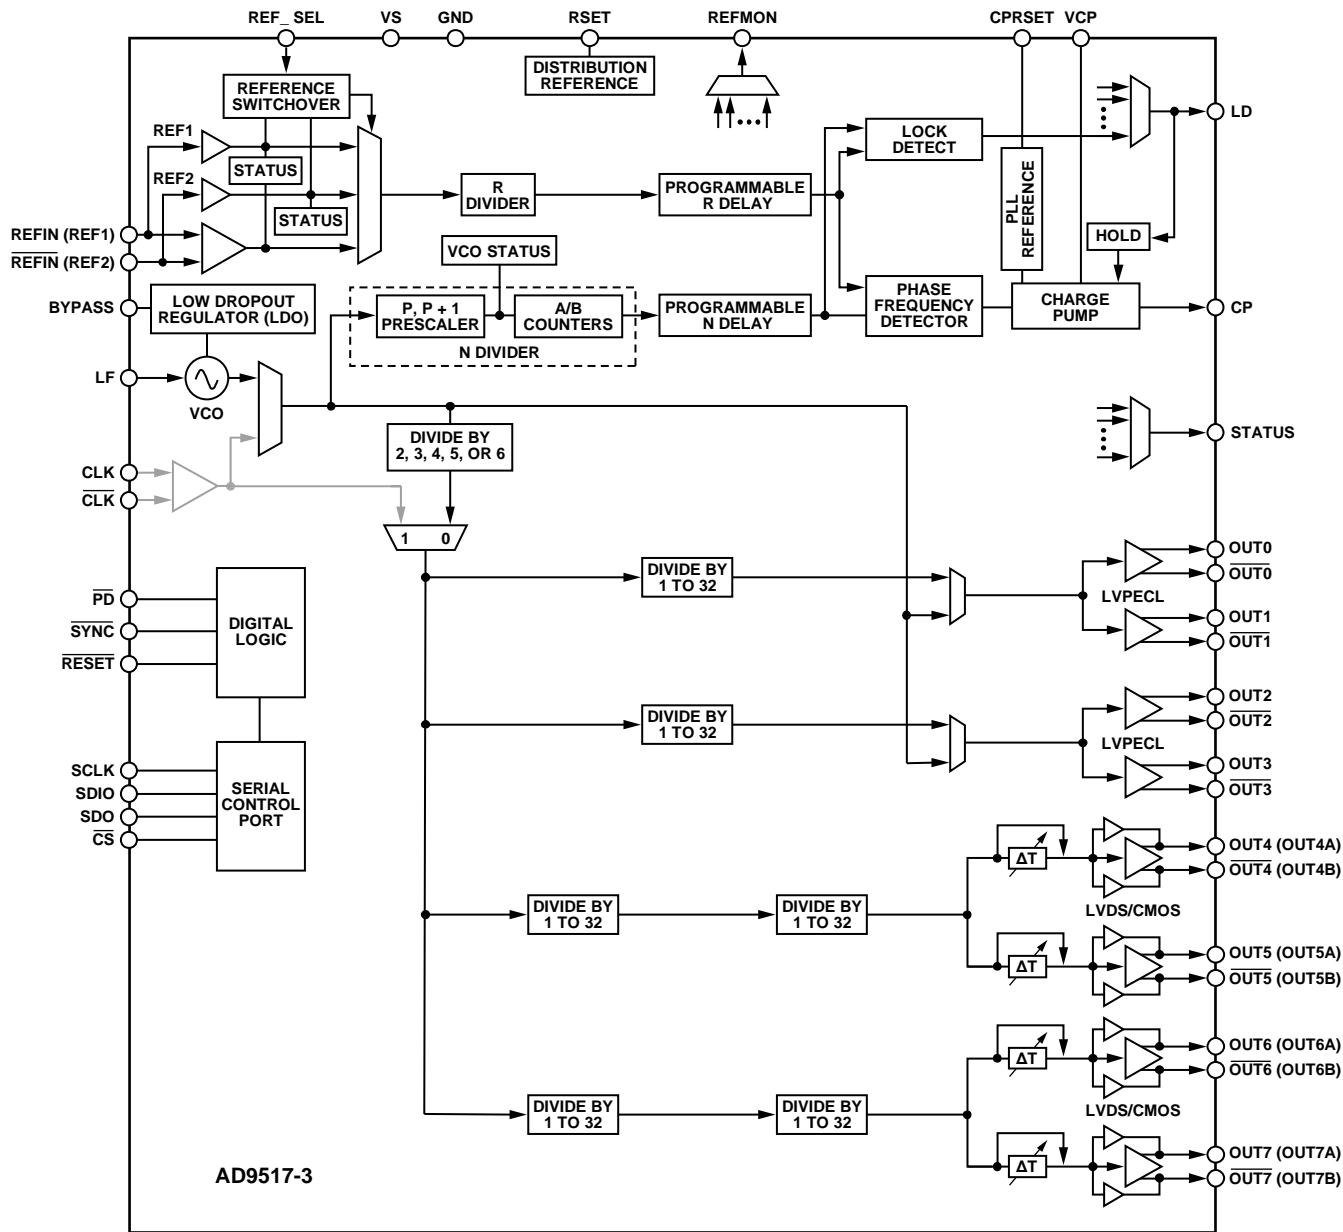 REF_ SEL
VS
GND
RSET
REFMON
CPRSET
VCP
DISTRIBUTION
REFERENCE
REFERENCE
SWITCHOVER
REF1
STATUS
REF2
STATUS
R
DIVIDER
PROGRAMMABLE
R DELAY
LOCK
DETECT
LD
PLL
REFERENCE
HOLD
REFIN (REF1)
REFIN (REF2)
VCO STATUS
BYPASS
LOW DROPOUT
REGULATOR (LDO)
P, P + 1
PRESCALER
A/B
COUNTERS
N DIVIDER
PROGRAMMABLE
N DELAY
PHASE
FREQUENCY
DETECTOR
CHARGE
PUMP
CP
LF
VCO
DIVIDE BY
2, 3, 4, 5, OR 6
STATUS
CLK
CLK
1 0
DIVIDE BY
1 TO 32
OUT0
OUT0
LVPECL
OUT1
OUT1
PD
SYNC
RESET
DIGITAL
LOGIC
DIVIDE BY
1 TO 32
OUT2
OUT2
LVPECL
OUT3
OUT3
SCLK
SDIO
SDO
CS
SERIAL
CONTROL
PORT
ΔT
OUT4 (OUT4A)
OUT4 (OUT4B)
DIVIDE BY
1 TO 32
DIVIDE BY
1 TO 32
LVDS/CMOS
ΔT
OUT5 (OUT5A)
OUT5 (OUT5B)
ΔT
OUT6 (OUT6A)
OUT6 (OUT6B)
DIVIDE BY
1 TO 32
DIVIDE BY
1 TO 32
LVDS/CMOS
ΔT
OUT7 (OUT7A)
OUT7 (OUT7B)
AD9517-3